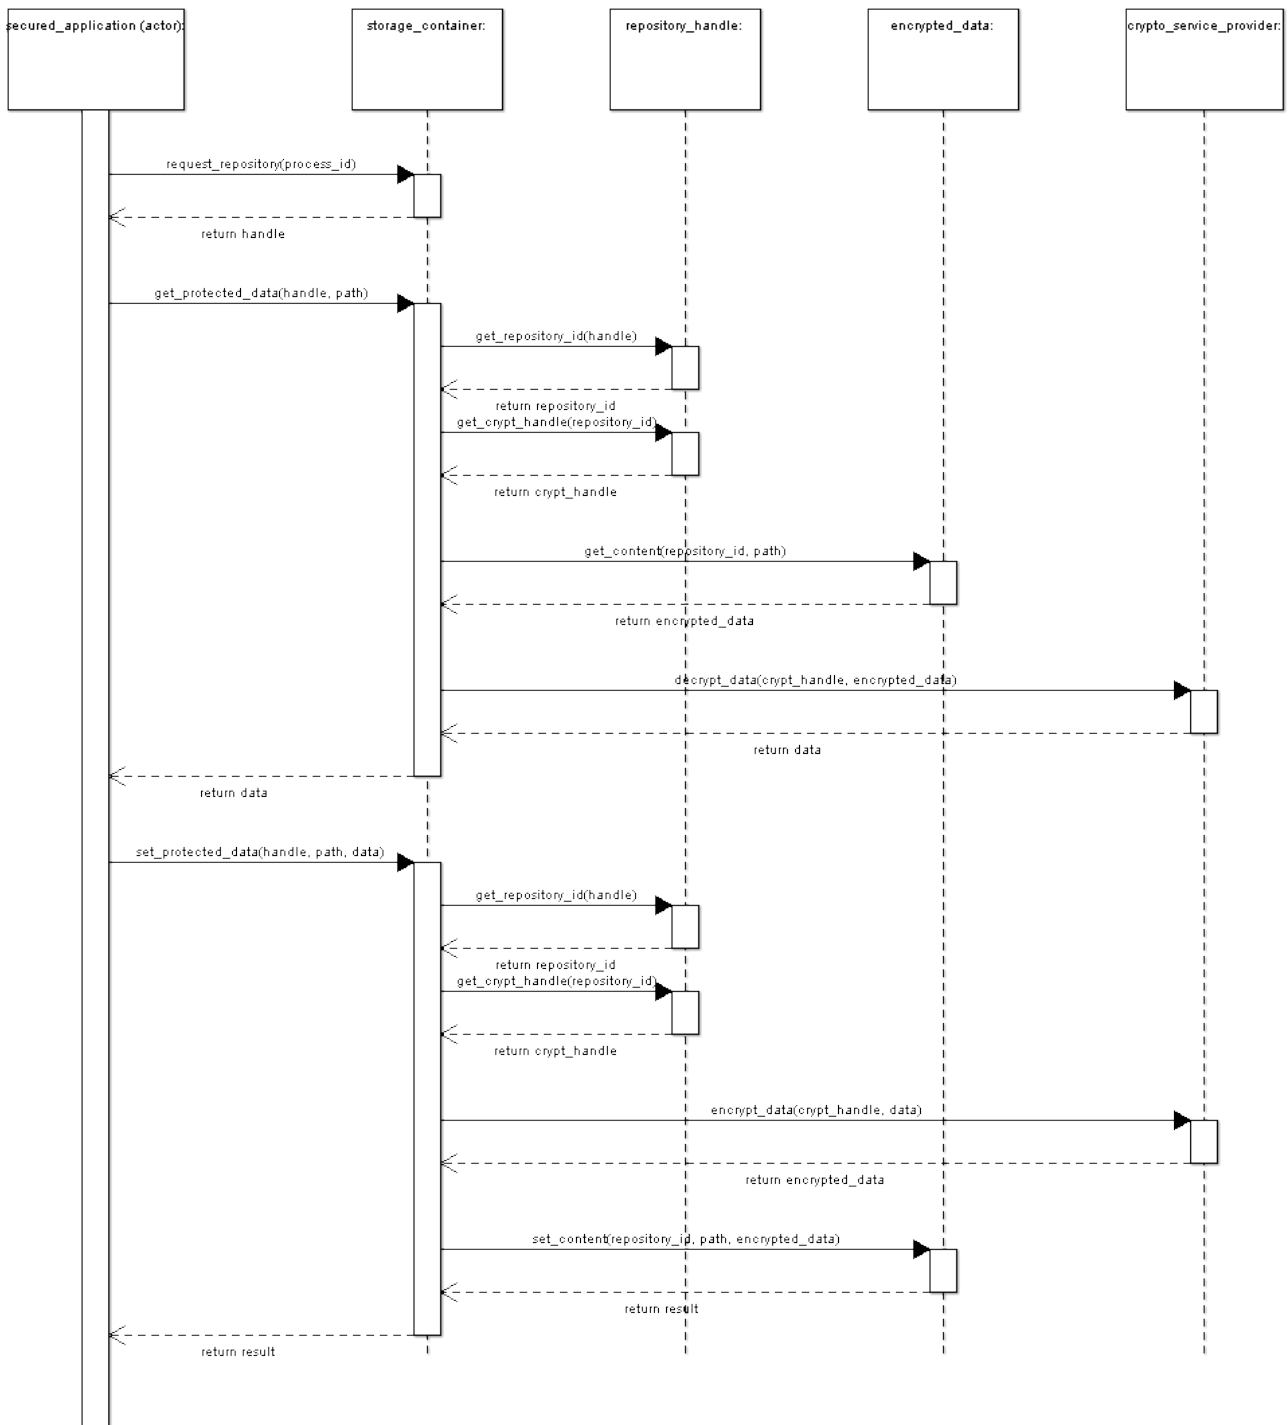 secured_application (actor):
storage_container:
repository_handle:
encrypted_data:
crypto_service_provider:
request_repository(process_id)
return handle
get_protected_data(handle, path)
get_repository_id(handle)
return repository_id
get_crypt_handle(repository_id)
return crypt_handle
get_content(repository_id, path)
return encrypted_data
decrypt_data(crypt_handle, encrypted_data)
return data
return data
set_protected_data(handle, path, data)
get_repository_id(handle)
return repository_id
get_crypt_handle(repository_id)
return crypt_handle
encrypt_data(crypt_handle, data)
return encrypted_data
set_content(repository_id, path, encrypted_data)
return result
return result